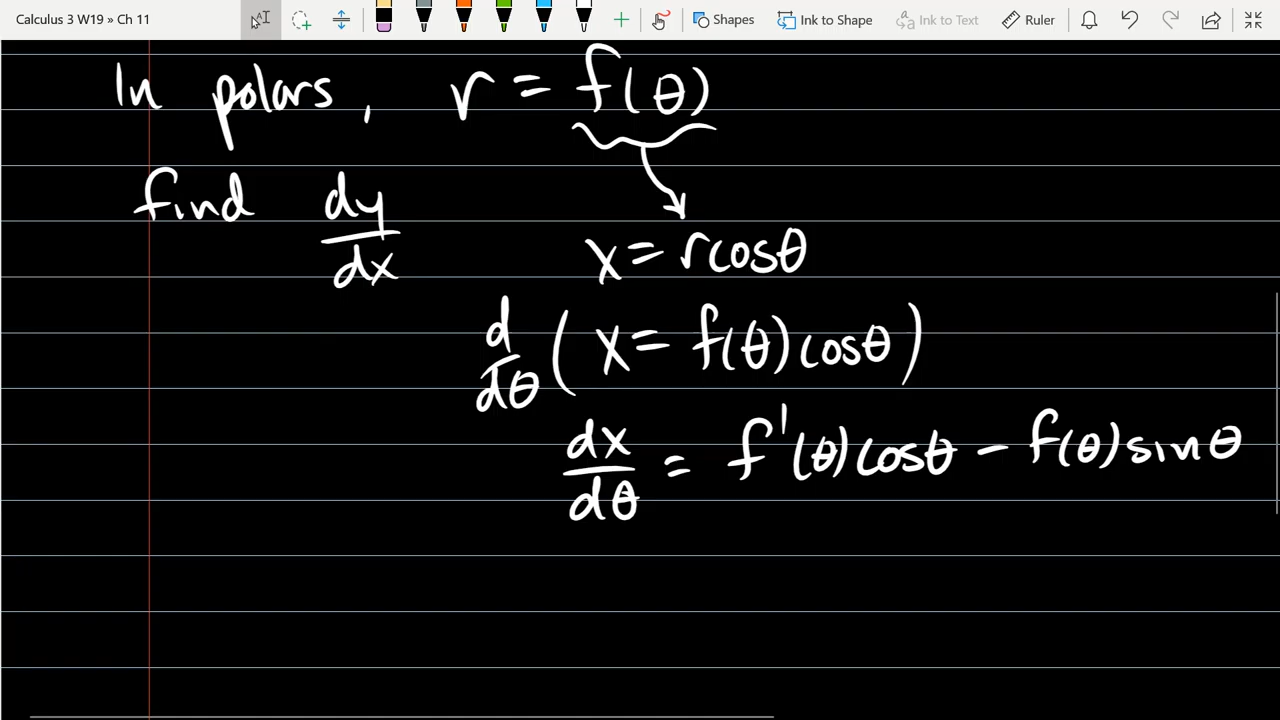 Calculus 3 W19 » Ch 11
Shapes Ink to Shape Ink to Text Ruler
In polars, r = f(θ)
find dy/dx
x = rcosθ
d/dθ ( x = f(θ)cosθ )
dx/dθ = f'(θ)cosθ − f(θ)sinθ